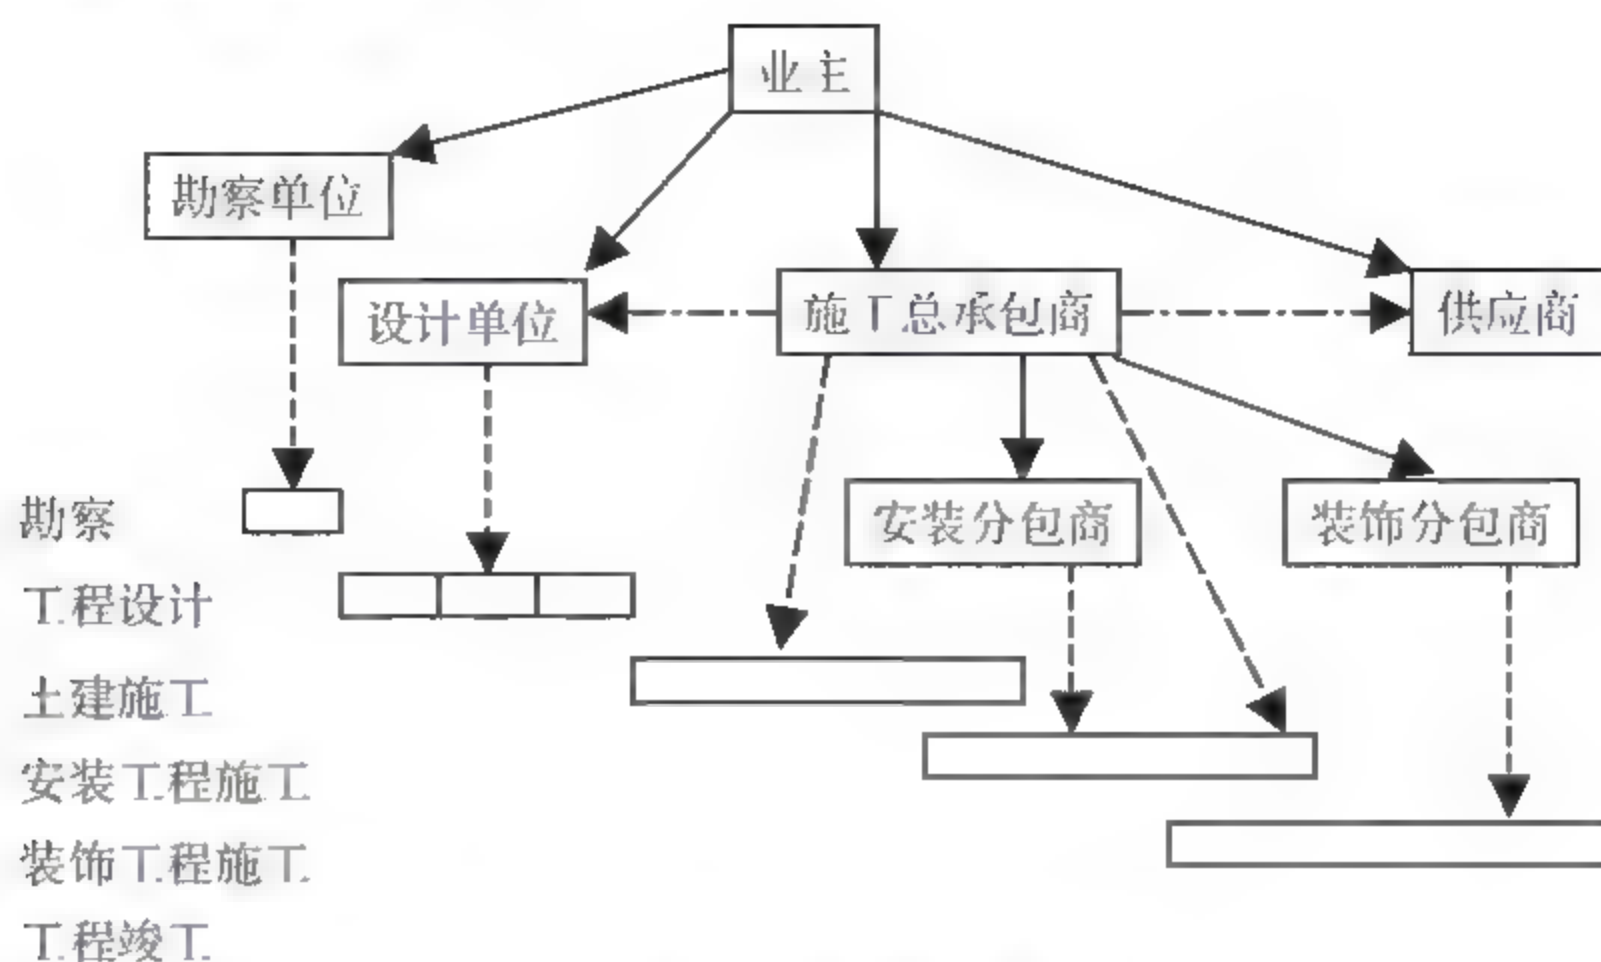 业主
勘察单位
设计单位
施工总承包商
供应商
安装分包商
装饰分包商
勘察
工程设计
土建施工
安装工程施工
装饰工程施工
工程竣工